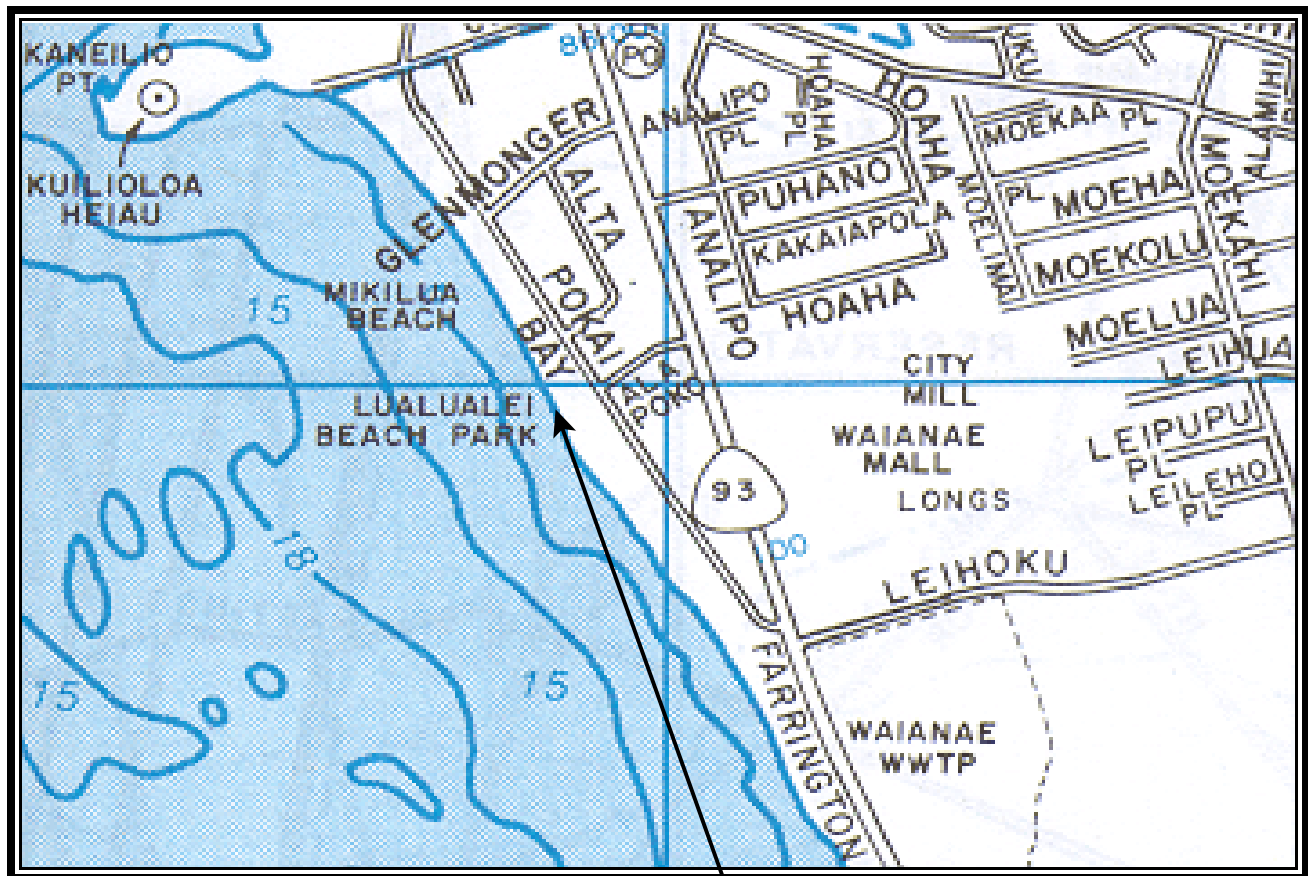 KANEILIO
PT
KUILIOLOA
HEIAU
GLENMONGER
ALTA
POKAI
BAY
MIKILUA
BEACH
15
LUALUALEI
BEACH PARK
PO
ANALIPO
PL
HOAHA
PL
HOAHA
PUHANO
KAKAIAPOLA
ANALIPO
HOAHA
MOEKAA PL
PL
MOEHA
MOELIMA
MOEKOLU
MOEKAHI
ALAMIHI
MOELUA
LEIHUA
ALA
POKO
CITY
MILL
WAIANAE
MALL
LONGS
LEIPUPU
PL
LEILEHO
PL
93
LEIHOKU
18
15
15
FARRINGTON
WAIANAE
WWTP